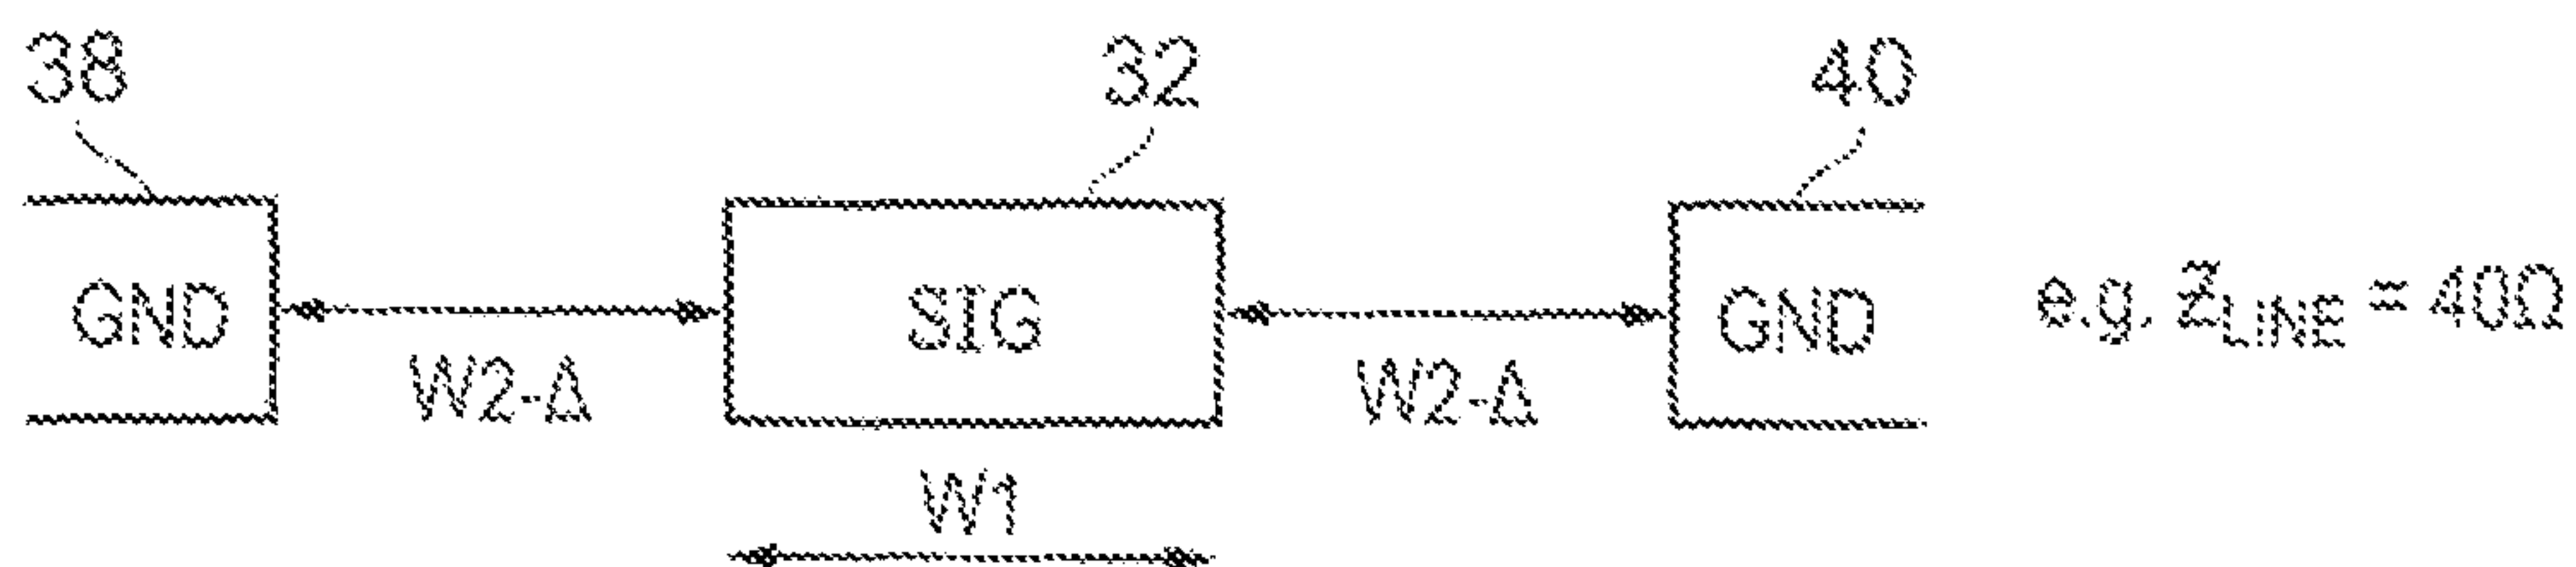 38
32
40
GND
SIG
GND
e.g. Z_LINE = 40Ω
W2-Δ
W2-Δ
W1